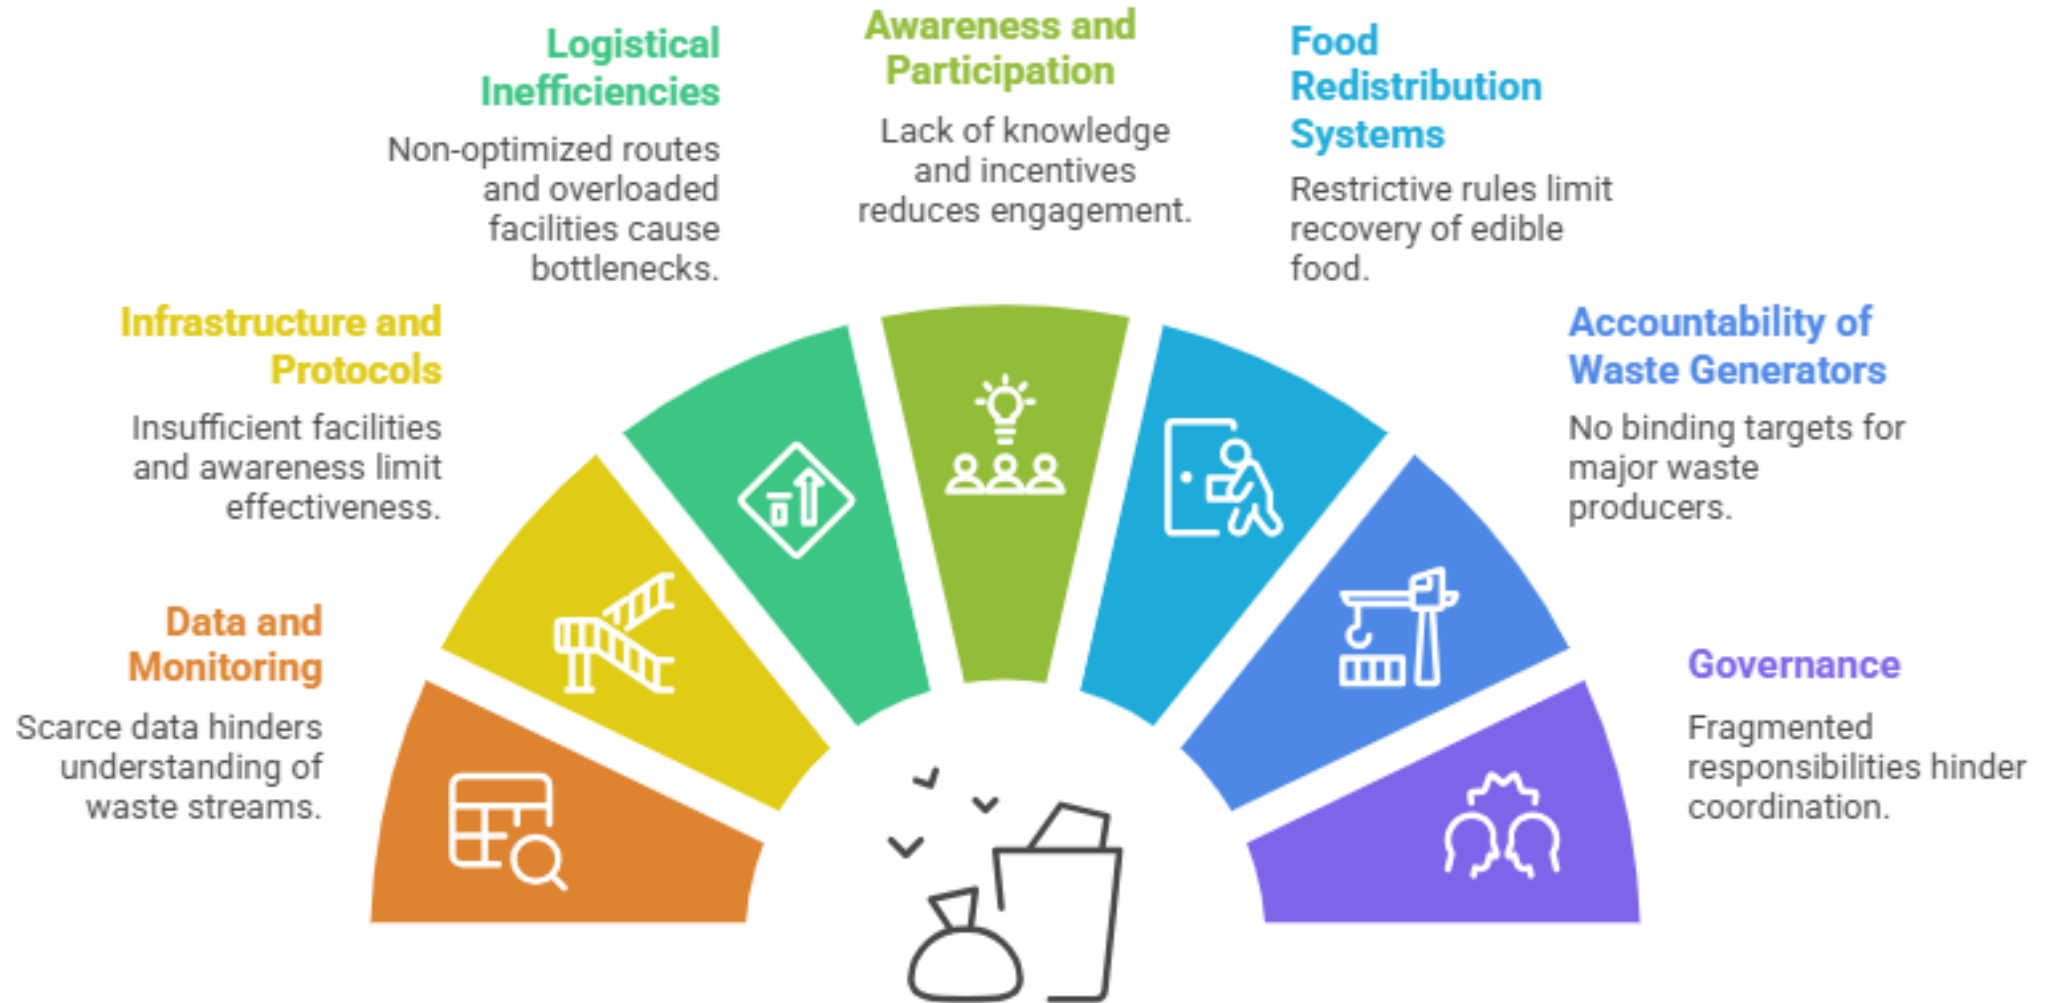 Data and
Monitoring
Scarce data hinders
understanding of
waste streams.
Infrastructure and
Protocols
Insufficient facilities
and awareness limit
effectiveness.
Logistical
Inefficiencies
Non-optimized routes
and overloaded
facilities cause
bottlenecks.
Awareness and
Participation
Lack of knowledge
and incentives
reduces engagement.
Food
Redistribution
Systems
Restrictive rules limit
recovery of edible
food.
Accountability of
Waste Generators
No binding targets for
major waste
producers.
Governance
Fragmented
responsibilities hinder
coordination.